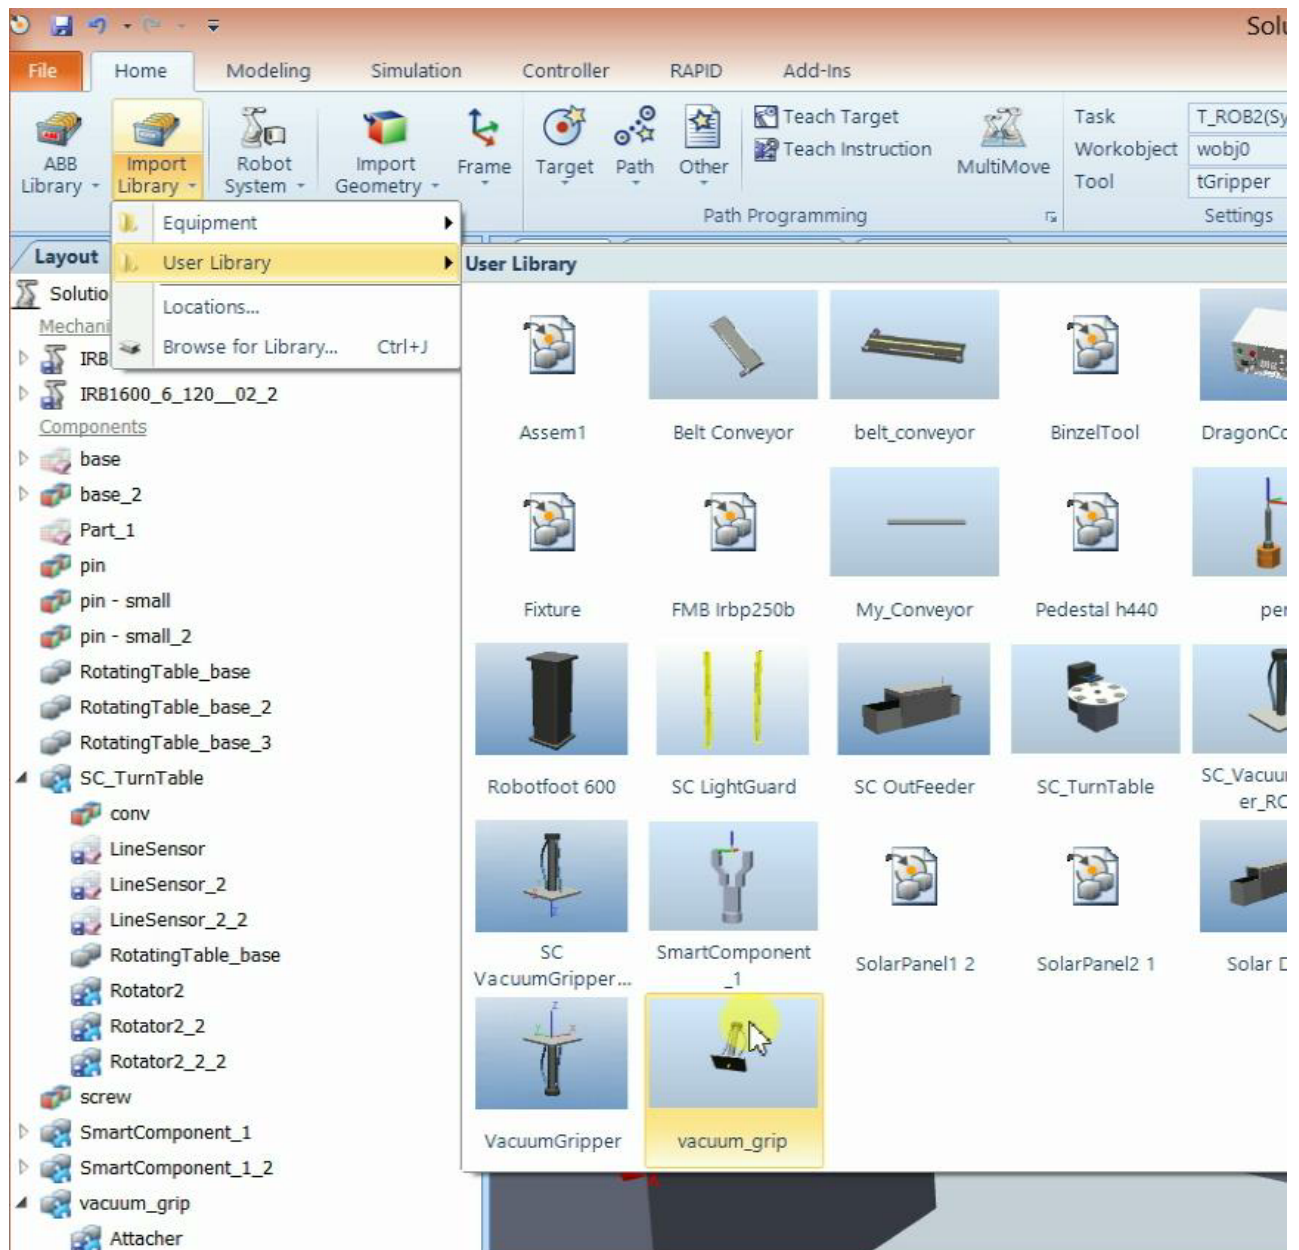 Solu
File Home Modeling Simulation Controller RAPID Add-Ins
ABB Library
Import Library
Robot System
Import Geometry
Frame
Target
Path
Other
Teach Target
Teach Instruction
MultiMove
Task T_ROB2(Sy
Workobject wobj0
Tool tGripper
Path Programming
Settings
Equipment
User Library
Locations...
Browse for Library... Ctrl+J
Layout
Solutio
Mechani
IRB
IRB1600_6_120__02_2
Components
base
base_2
Part_1
pin
pin - small
pin - small_2
RotatingTable_base
RotatingTable_base_2
RotatingTable_base_3
SC_TurnTable
conv
LineSensor
LineSensor_2
LineSensor_2_2
RotatingTable_base
Rotator2
Rotator2_2
Rotator2_2_2
screw
SmartComponent_1
SmartComponent_1_2
vacuum_grip
Attacher
User Library
Assem1
Belt Conveyor
belt_conveyor
BinzelTool
DragonCo
Fixture
FMB Irbp250b
My_Conveyor
Pedestal h440
per
Robotfoot 600
SC LightGuard
SC OutFeeder
SC_TurnTable
SC_Vacuu
er_RC
SC
VacuumGripper...
SmartComponent
_1
SolarPanel1 2
SolarPanel2 1
Solar D
z
y x
VacuumGripper
vacuum_grip